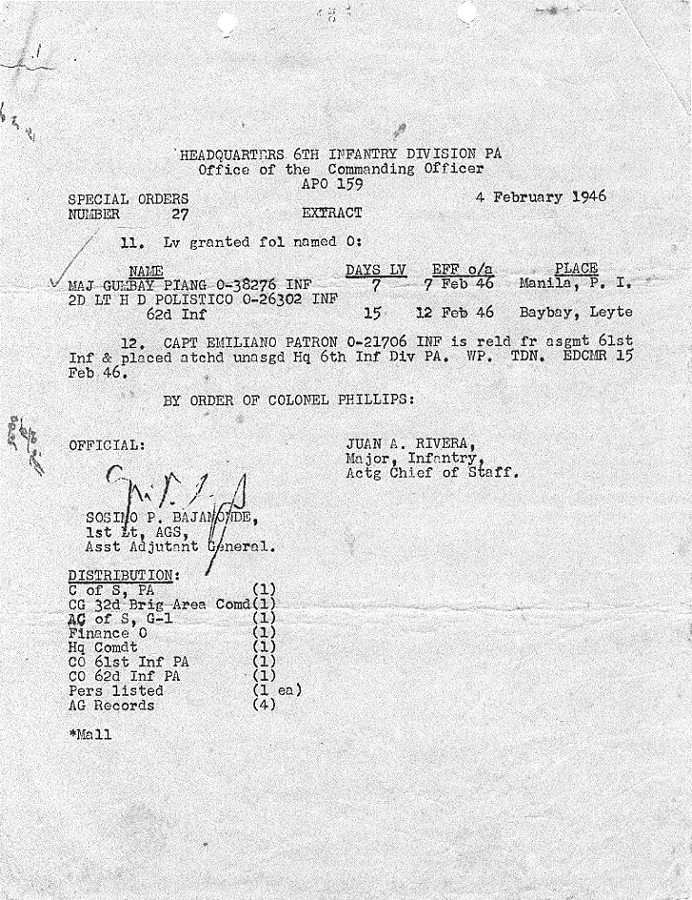 HEADQUARTERS 6TH INFANTRY DIVISION PA
Office of the Commanding Officer
APO 159
SPECIAL ORDERS 4 February 1946
NUMBER 27 EXTRACT
11. Lv granted fol named O:
NAME DAYS LV EFF o/a PLACE
MAJ GUMBAY PIANG O-38276 INF 7 7 Feb 46 Manila, P. I.
2D LT H D POLISTICO O-26302 INF
62d Inf 15 12 Feb 46 Baybay, Leyte
12. CAPT EMILIANO PATRON O-21706 INF is reld fr asgmt 61st
Inf & placed atchd unasgd Hq 6th Inf Div PA. WP. TDN. EDCMR 15
Feb 46.
BY ORDER OF COLONEL PHILLIPS:
OFFICIAL: JUAN A. RIVERA,
Major, Infantry,
Actg Chief of Staff.
SOSIMO P. BAJAMONDE,
1st Lt, AGS,
Asst Adjutant General.
DISTRIBUTION:
C of S, PA (1)
CG 32d Brig Area Comd(1)
AC of S, G-1 (1)
Finance O (1)
Hq Comdt (1)
CO 61st Inf PA (1)
CO 62d Inf PA (1)
Pers listed (1 ea)
AG Records (4)
*Mall